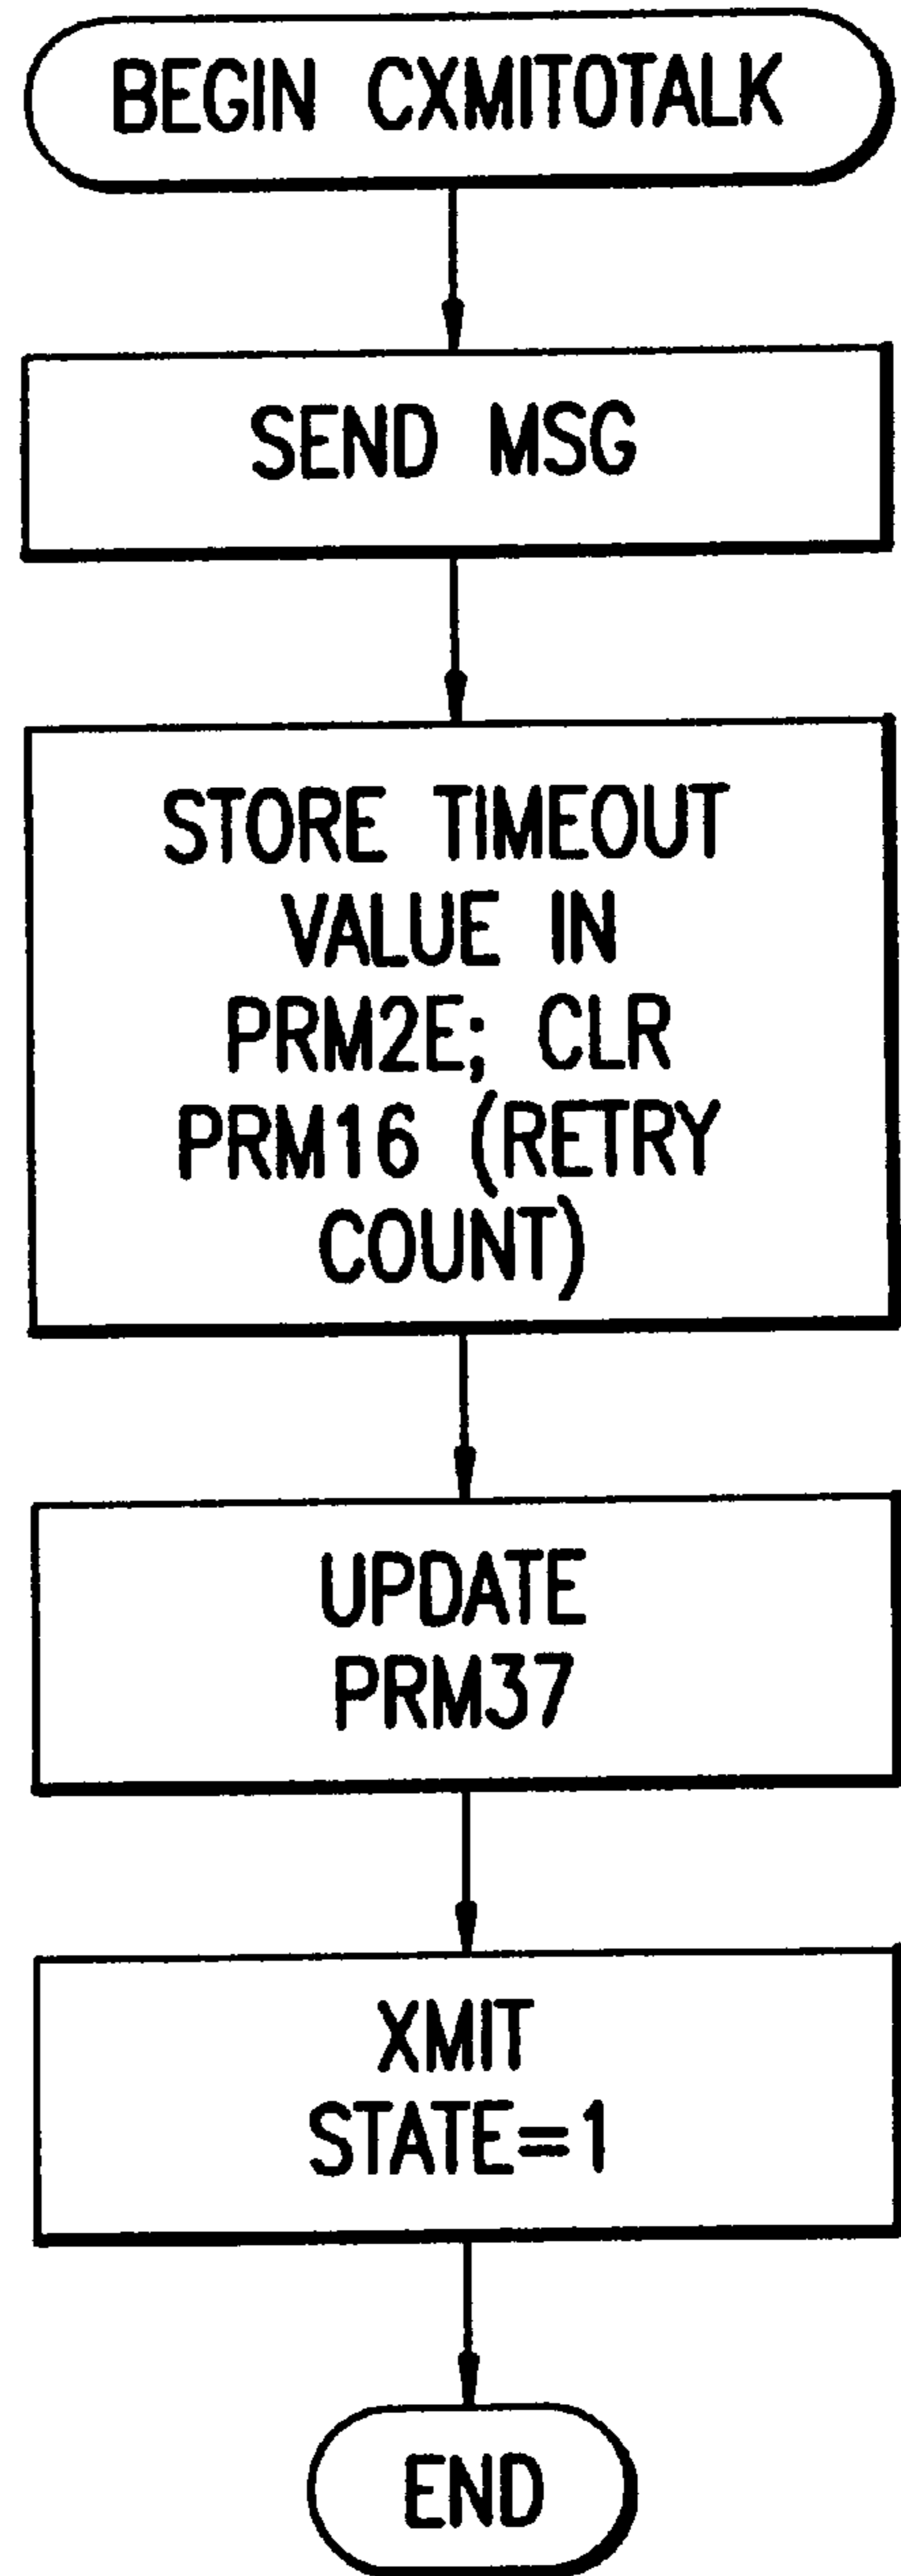 BEGIN CXMITOTALK
SEND MSG
STORE TIMEOUT
VALUE IN
PRM2E; CLR
PRM16 (RETRY
COUNT)
UPDATE
PRM37
XMIT
STATE=1
END